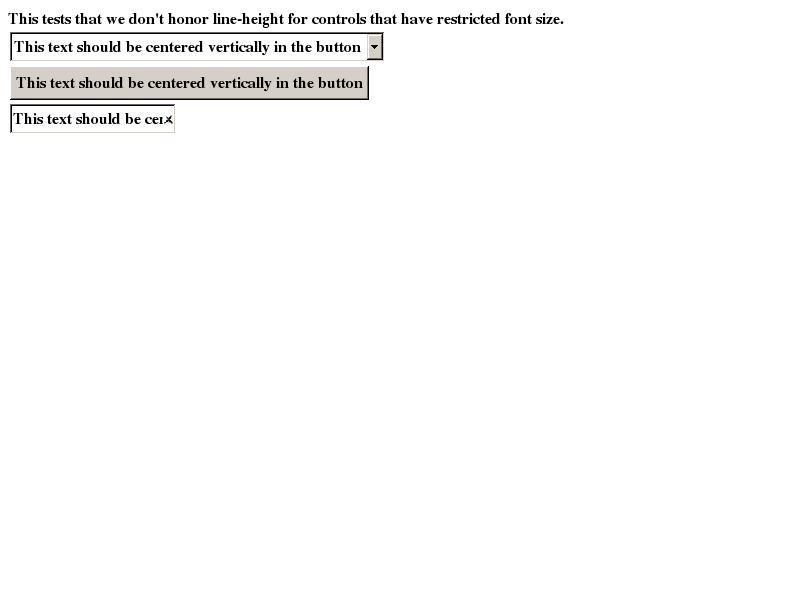 This tests that we don't honor line-height for controls that have restricted font size.
This text should be centered vertically in the button
This text should be centered vertically in the button
This text should be